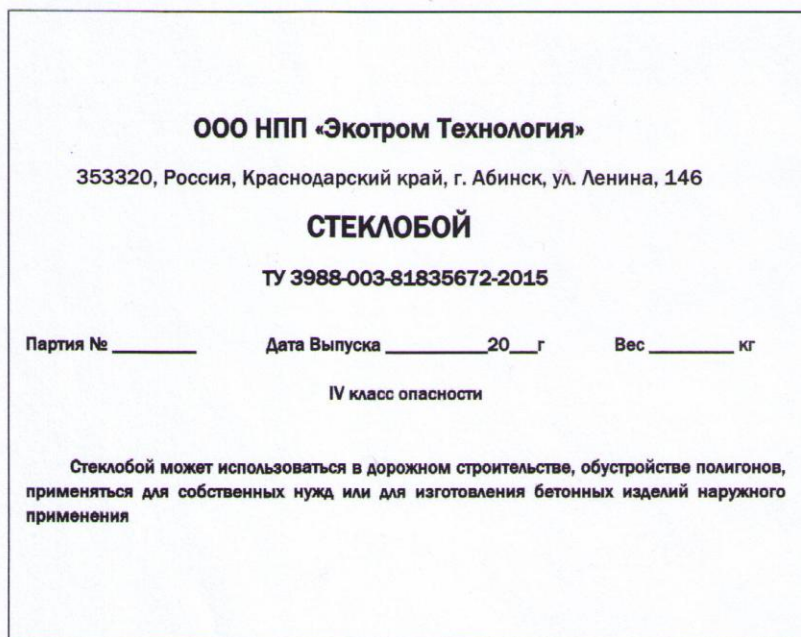 ООО НПП «Экотром Технология»
353320, Россия, Краснодарский край, г. Абинск, ул. Ленина, 146
СТЕКЛОБОЙ
ТУ 3988-003-81835672-2015
Партия № ________ Дата Выпуска __________20___г Вес ________ кг
IV класс опасности
Стеклобой может использоваться в дорожном строительстве, обустройстве полигонов,
применяться для собственных нужд или для изготовления бетонных изделий наружного
применения